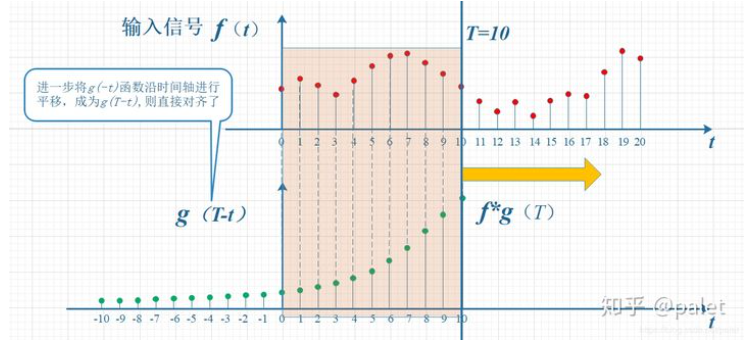 输入信号 f（t）
T=10
进一步将g(-t)函数沿时间轴进行
平移，成为g(T-t),则直接对齐了
0 1 2 3 4 5 6 7 8 9 10 11 12 13 14 15 16 17 18 19 20
t
g（T-t）
f*g（T）
知乎 @palet
-10 -9 -8 -7 -6 -5 -4 -3 -2 -1 0 1 2 3 4 5 6 7 8 9 10
t